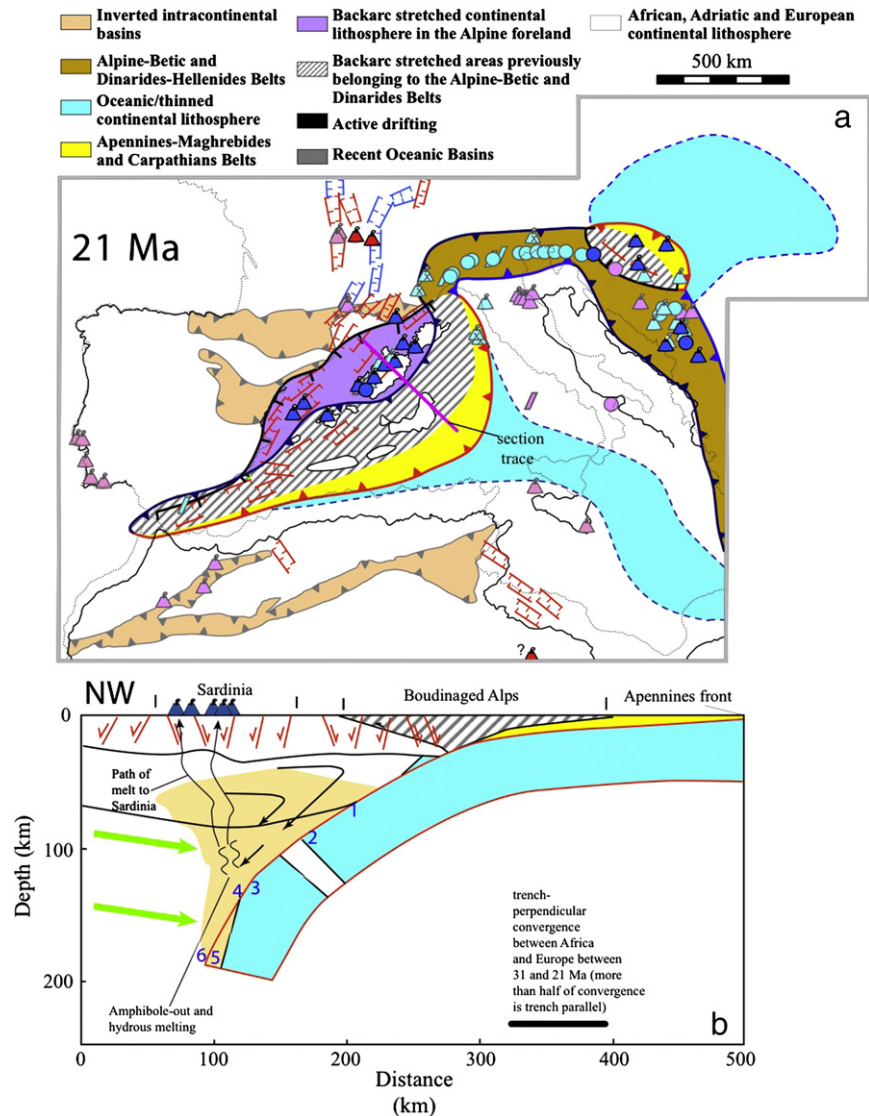 Inverted intracontinental
basins
Alpine-Betic and
Dinarides-Hellenides Belts
Oceanic/thinned
continental lithosphere
Apennines-Maghrebides
and Carpathians Belts
Backarc stretched continental
lithosphere in the Alpine foreland
Backarc stretched areas previously
belonging to the Alpine-Betic and
Dinarides Belts
Active drifting
Recent Oceanic Basins
African, Adriatic and European
continental lithosphere
500 km
a
21 Ma
section
trace
?
NW
Sardinia
Boudinaged Alps
Apennines front
0
100
200
Depth (km)
Path of
melt to
Sardinia
1
2
3
4
5
6
Amphibole-out and
hydrous melting
trench-
perpendicular
convergence
between Africa
and Europe between
31 and 21 Ma (more
than half of convergence
is trench parallel)
b
0 100 200 300 400 500
Distance
(km)